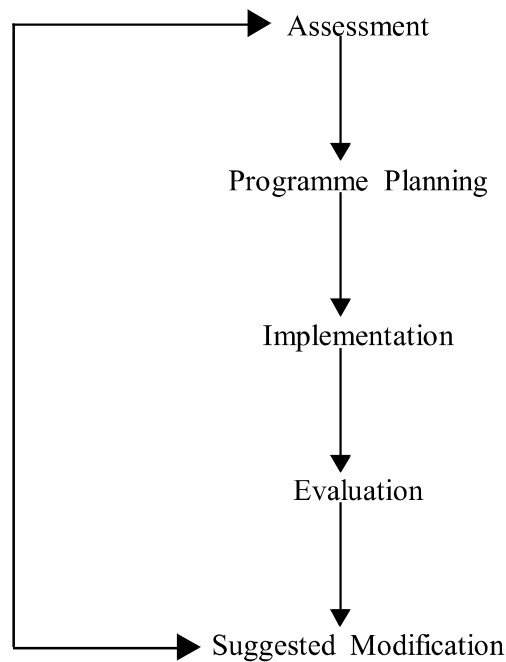 Assessment
Programme Planning
Implementation
Evaluation
Suggested Modification